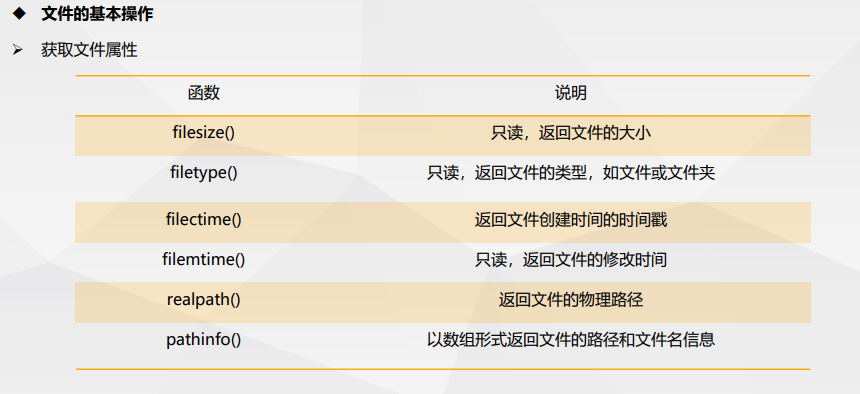 ◆ 文件的基本操作
➢ 获取文件属性
函数 说明
filesize() 只读，返回文件的大小
filetype() 只读，返回文件的类型，如文件或文件夹
filectime() 返回文件创建时间的时间戳
filemtime() 只读，返回文件的修改时间
realpath() 返回文件的物理路径
pathinfo() 以数组形式返回文件的路径和文件名信息